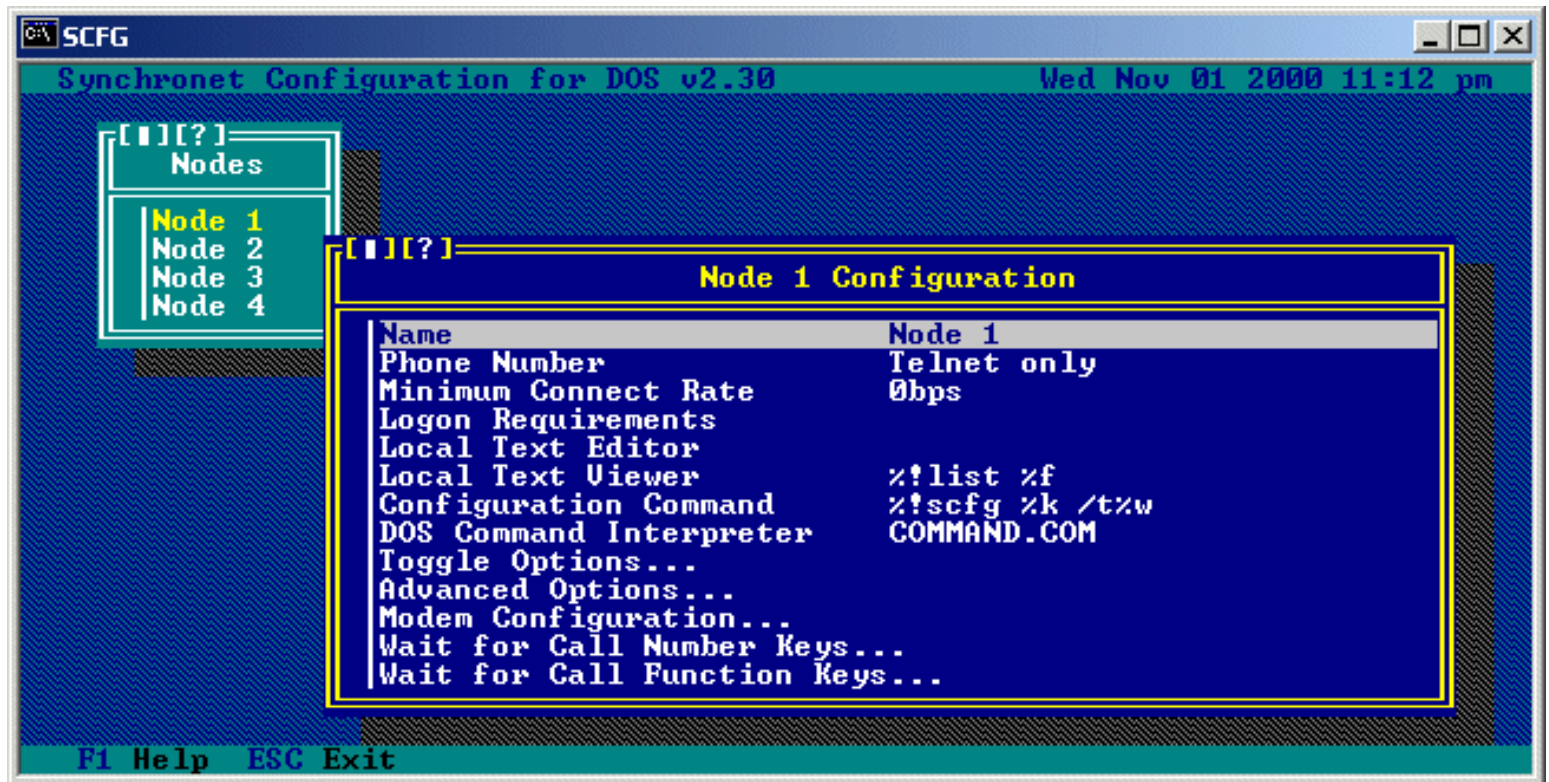 SCFG
Synchronet Configuration for DOS v2.30 Wed Nov 01 2000 11:12 pm
[▮][?]
Nodes
Node 1
Node 2
Node 3
Node 4
[▮][?]
Node 1 Configuration
Name Node 1
Phone Number Telnet only
Minimum Connect Rate 0bps
Logon Requirements
Local Text Editor
Local Text Viewer %!list %f
Configuration Command %!scfg %k /t%w
DOS Command Interpreter COMMAND.COM
Toggle Options...
Advanced Options...
Modem Configuration...
Wait for Call Number Keys...
Wait for Call Function Keys...
F1 Help ESC Exit